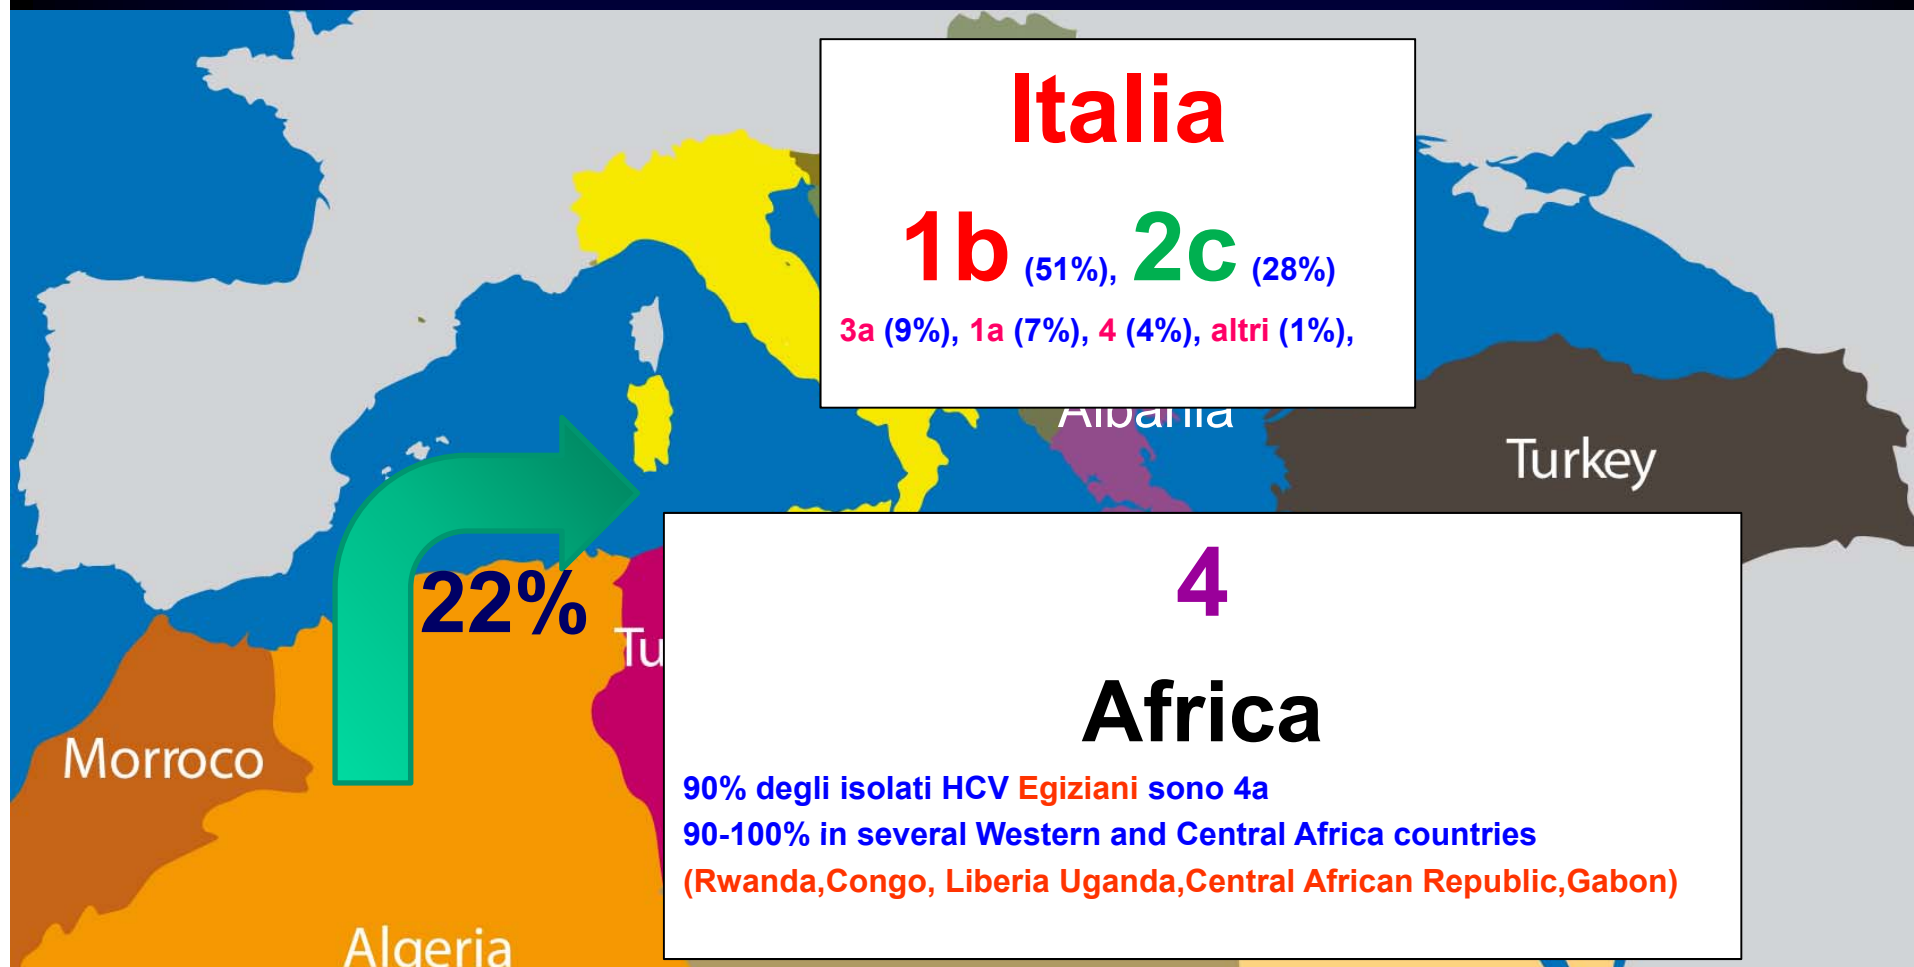 Italia
1b (51%), 2c (28%)
3a (9%), 1a (7%), 4 (4%), altri (1%),
Albania
Turkey
22%
4
Africa
Morroco
90% degli isolati HCV Egiziani sono 4a
90-100% in several Western and Central Africa countries
(Rwanda,Congo, Liberia Uganda,Central African Republic,Gabon)
Algeria